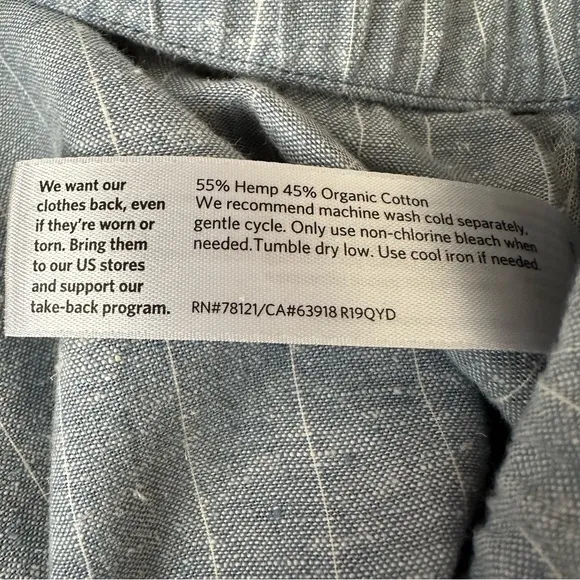 We want our
clothes back, even
if they're worn or
torn. Bring them
to our US stores
and support our
take-back program.
55% Hemp 45% Organic Cotton
We recommend machine wash cold separately,
gentle cycle. Only use non-chlorine bleach when
needed.Tumble dry low. Use cool iron if needed.
RN#78121/CA#63918 R19QYD